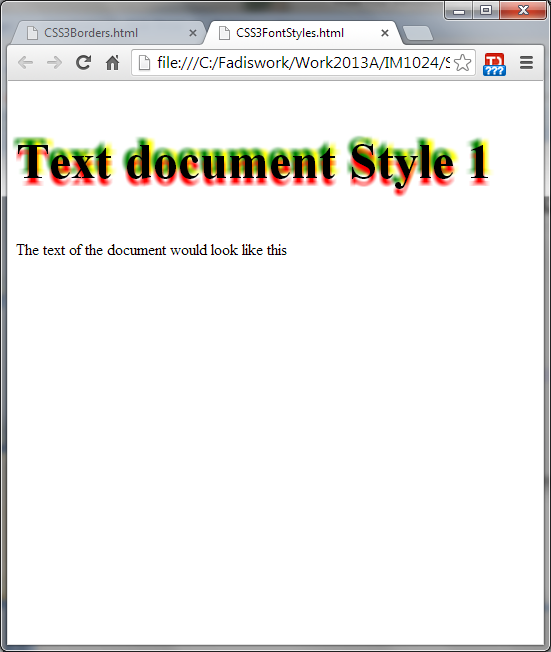 CSS3Borders.html
CSS3FontStyles.html
file:///C:/Fadiswork/Work2013A/IM1024/S
TD
???
Text document Style 1
The text of the document would look like this